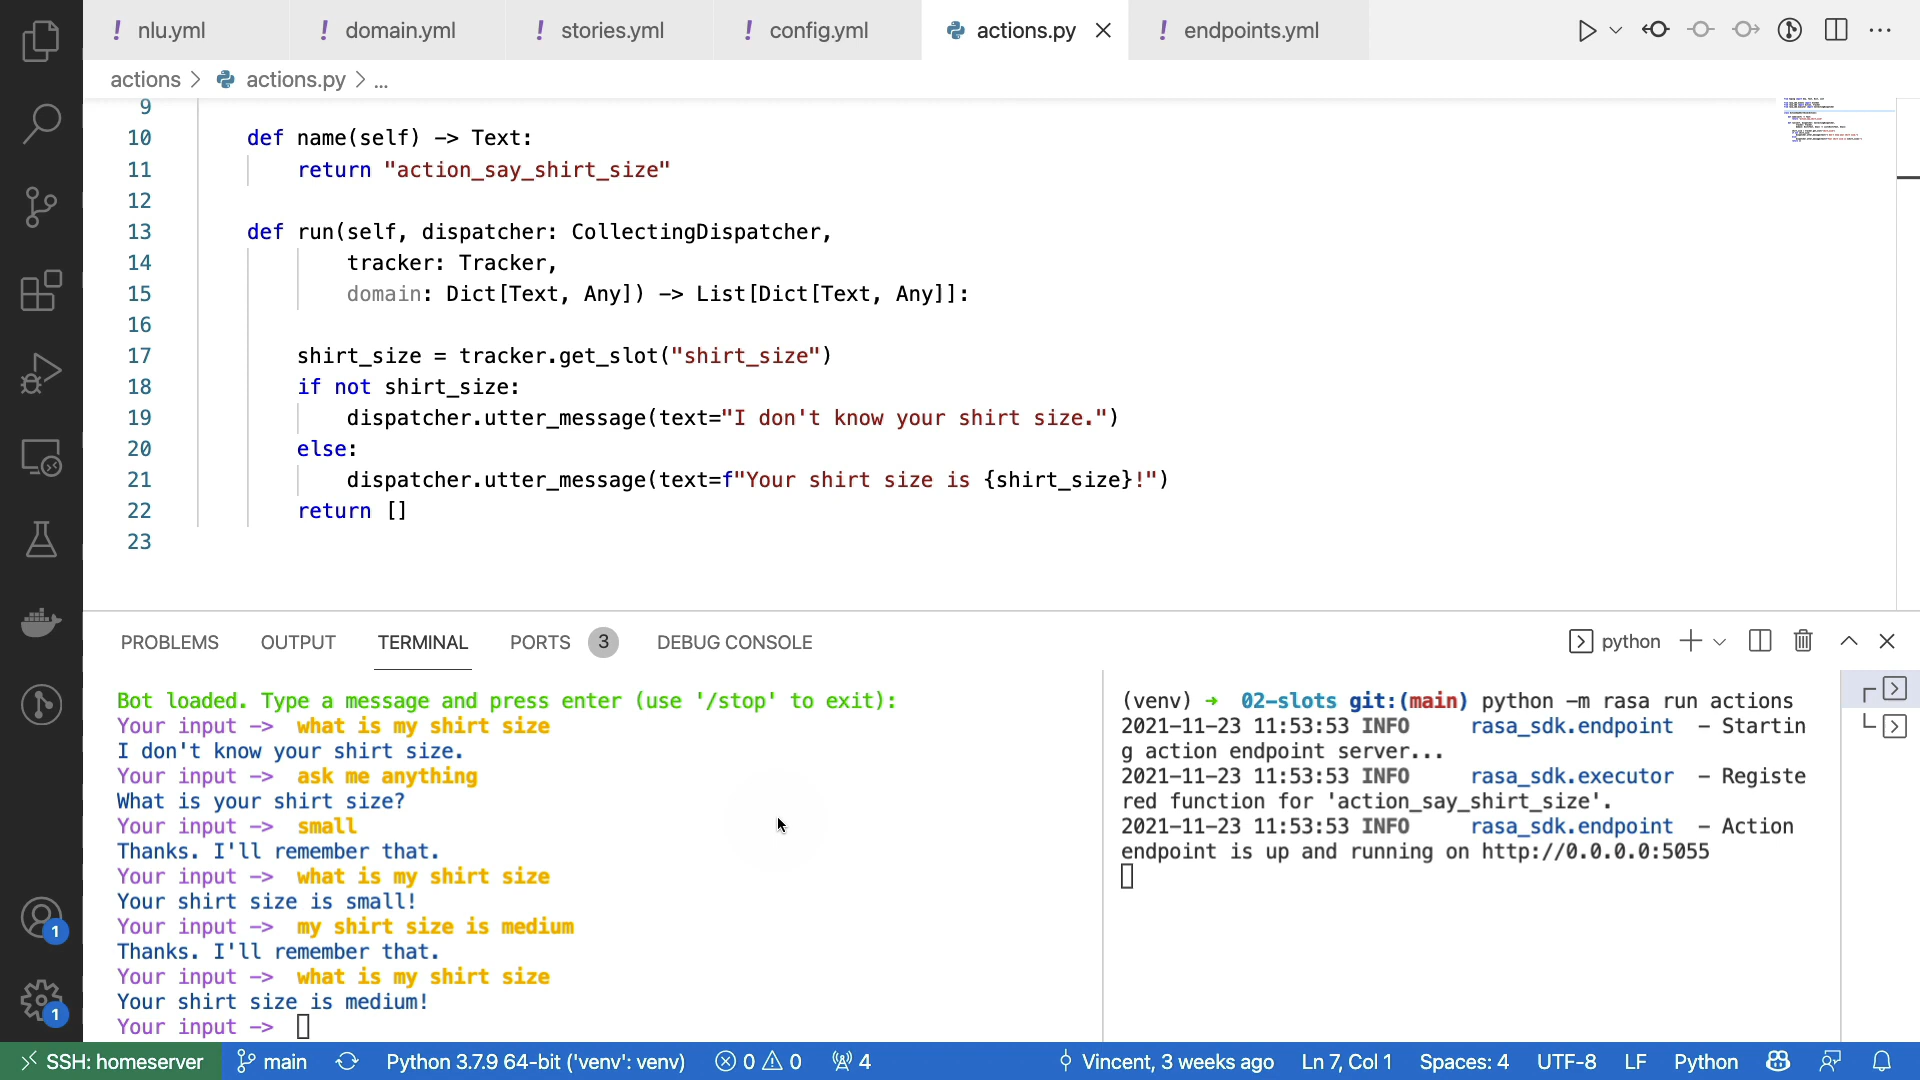 ! nlu.yml ! domain.yml ! stories.yml ! config.yml actions.py ! endpoints.yml
actions > actions.py > ...
9
10 def name(self) -> Text:
11 return "action_say_shirt_size"
12
13 def run(self, dispatcher: CollectingDispatcher,
14 tracker: Tracker,
15 domain: Dict[Text, Any]) -> List[Dict[Text, Any]]:
16
17 shirt_size = tracker.get_slot("shirt_size")
18 if not shirt_size:
19 dispatcher.utter_message(text="I don't know your shirt size.")
20 else:
21 dispatcher.utter_message(text=f"Your shirt size is {shirt_size}!")
22 return []
23
PROBLEMS OUTPUT TERMINAL PORTS 3 DEBUG CONSOLE python
Bot loaded. Type a message and press enter (use '/stop' to exit):
Your input -> what is my shirt size
I don't know your shirt size.
Your input -> ask me anything
What is your shirt size?
Your input -> small
Thanks. I'll remember that.
Your input -> what is my shirt size
Your shirt size is small!
Your input -> my shirt size is medium
Thanks. I'll remember that.
Your input -> what is my shirt size
Your shirt size is medium!
Your input ->
(venv) → 02-slots git:(main) python -m rasa run actions
2021-11-23 11:53:53 INFO rasa_sdk.endpoint - Startin
g action endpoint server...
2021-11-23 11:53:53 INFO rasa_sdk.executor - Registe
red function for 'action_say_shirt_size'.
2021-11-23 11:53:53 INFO rasa_sdk.endpoint - Action
endpoint is up and running on http://0.0.0.0:5055
1
1
SSH: homeserver main Python 3.7.9 64-bit ('venv': venv) 0 0 4 Vincent, 3 weeks ago Ln 7, Col 1 Spaces: 4 UTF-8 LF Python